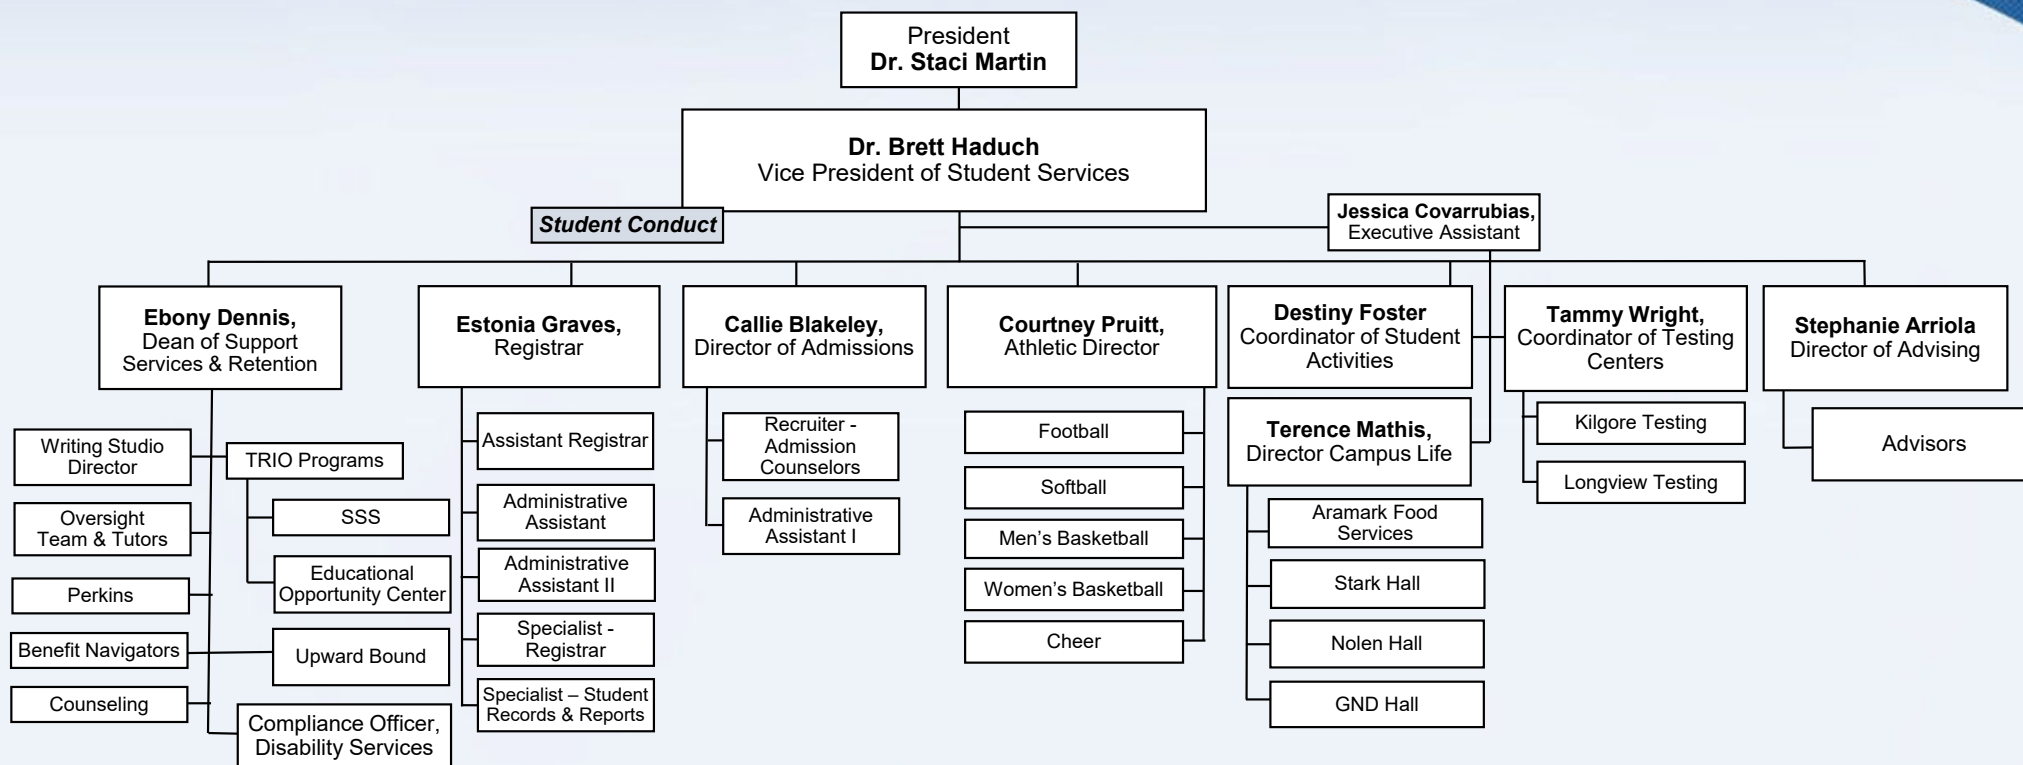 President
Dr. Staci Martin
Dr. Brett Haduch
Vice President of Student Services
Student Conduct
Jessica Covarrubias,
Executive Assistant
Ebony Dennis,
Dean of Support
Services & Retention
Writing Studio
Director
TRIO Programs
Oversight
Team & Tutors
SSS
Educational
Opportunity Center
Perkins
Benefit Navigators
Upward Bound
Counseling
Compliance Officer,
Disability Services
Estonia Graves,
Registrar
Assistant Registrar
Administrative
Assistant
Administrative
Assistant II
Specialist -
Registrar
Specialist – Student
Records & Reports
Callie Blakeley,
Director of Admissions
Recruiter -
Admission
Counselors
Administrative
Assistant I
Courtney Pruitt,
Athletic Director
Football
Softball
Men’s Basketball
Women’s Basketball
Cheer
Destiny Foster
Coordinator of Student
Activities
Terence Mathis,
Director Campus Life
Aramark Food
Services
Stark Hall
Nolen Hall
GND Hall
Tammy Wright,
Coordinator of Testing
Centers
Kilgore Testing
Longview Testing
Stephanie Arriola
Director of Advising
Advisors